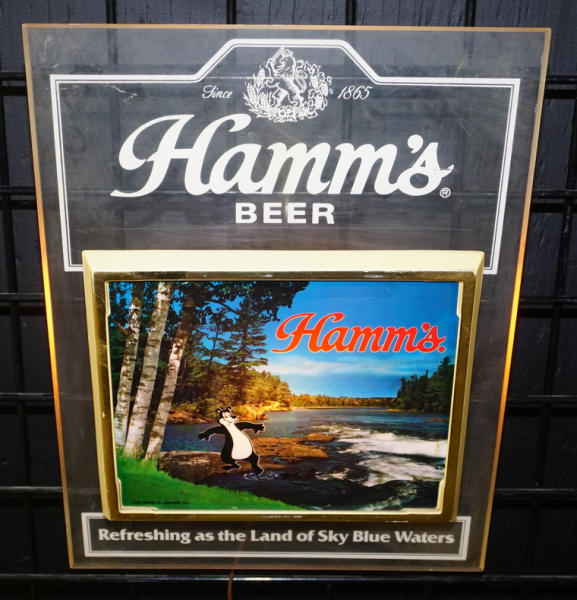 Since 1865
Hamm's®
BEER
Hamm's®
Refreshing as the Land of Sky Blue Waters